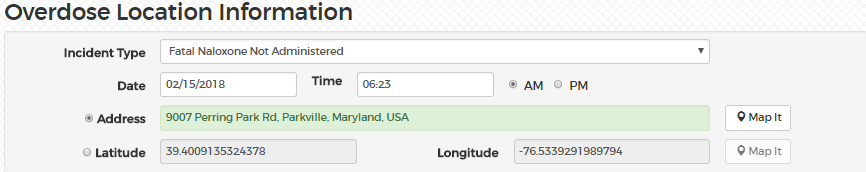 Overdose Location Information
Incident Type Fatal Naloxone Not Administered
Date 02/15/2018 Time 06:23 AM PM
Address 9007 Perring Park Rd, Parkville, Maryland, USA Map It
Latitude 39.4009135324378 Longitude -76.5339291989794 Map It